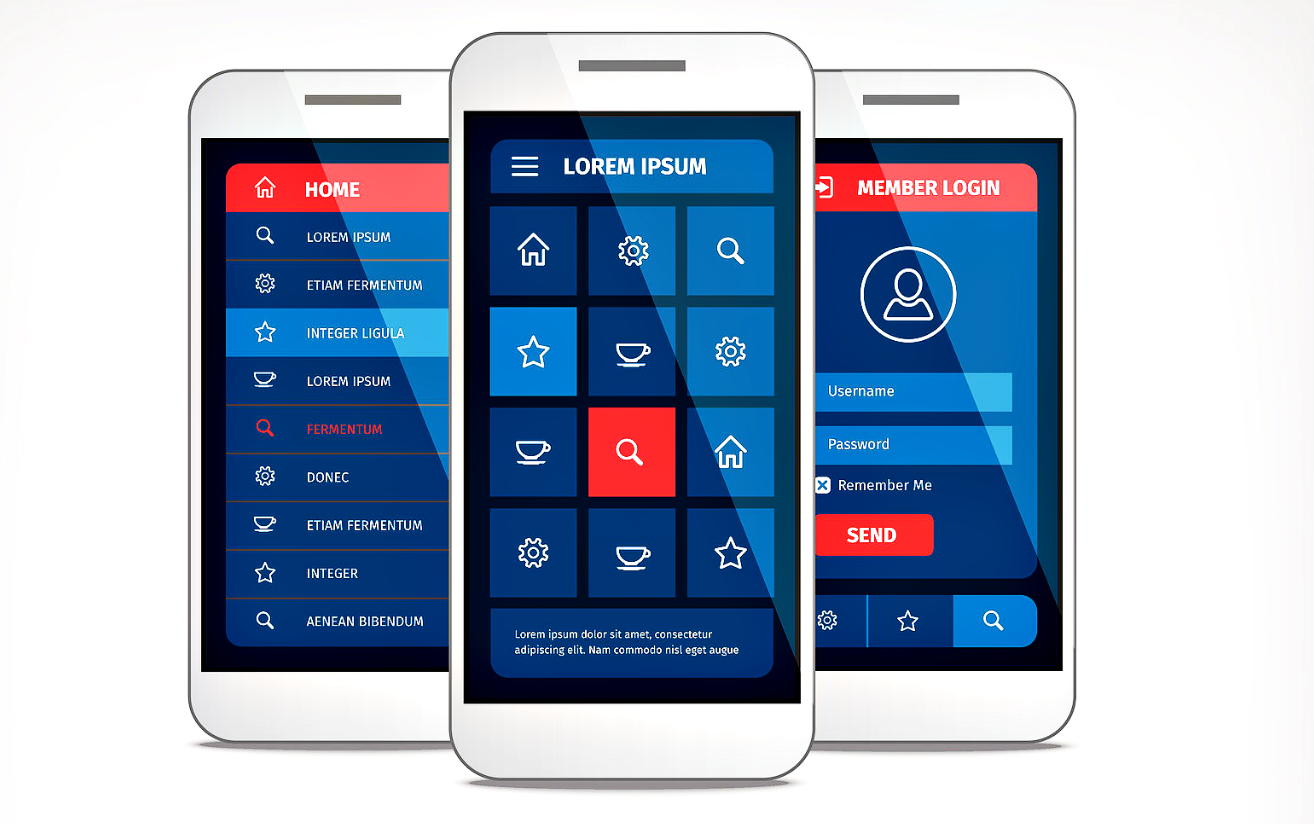 HOME
LOREM IPSUM
ETIAM FERMENTUM
INTEGER LIGULA
LOREM IPSUM
FERMENTUM
DONEC
ETIAM FERMENTUM
INTEGER
AENEAN BIBENDUM
LOREM IPSUM
Lorem ipsum dolor sit amet, consectetur
adipiscing elit. Nam commodo nisl eget augue
MEMBER LOGIN
Username
Password
Remember Me
SEND